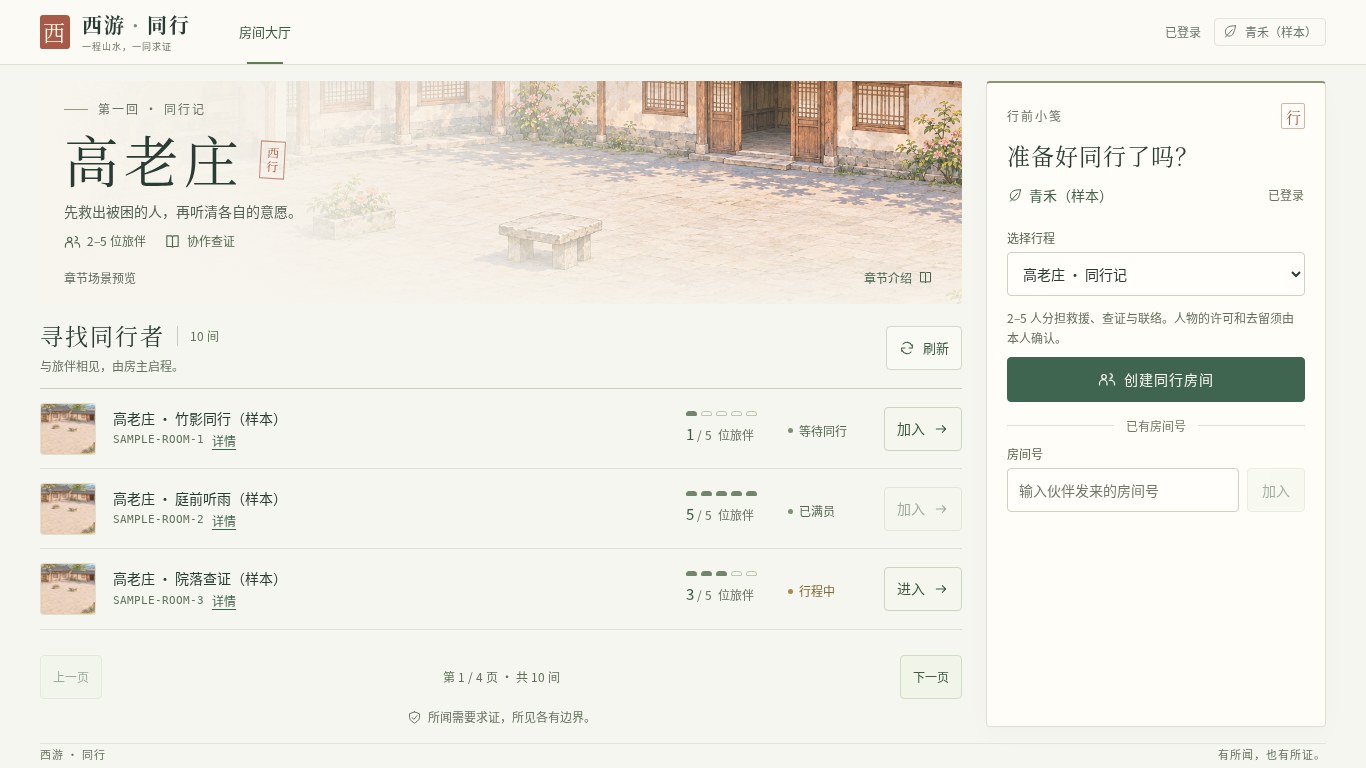 西
西游 · 同行
一程山水，一同求证
房间大厅
已登录
青禾（样本）
第一回 · 同行记
高老庄
西行
先救出被困的人，再听清各自的意愿。
2–5 位旅伴
协作查证
章节场景预览
章节介绍
寻找同行者
10 间
与旅伴相见，由房主启程。
刷新
高老庄 · 竹影同行（样本）
SAMPLE-ROOM-1 详情
1 / 5 位旅伴
等待同行
加入 →
高老庄 · 庭前听雨（样本）
SAMPLE-ROOM-2 详情
5 / 5 位旅伴
已满员
加入 →
高老庄 · 院落查证（样本）
SAMPLE-ROOM-3 详情
3 / 5 位旅伴
行程中
进入 →
上一页
第 1 / 4 页 · 共 10 间
下一页
所闻需要求证，所见各有边界。
行前小笺
行
准备好同行了吗？
青禾（样本）
已登录
选择行程
高老庄 · 同行记
2–5 人分担救援、查证与联络。人物的许可和去留须由
本人确认。
创建同行房间
已有房间号
房间号
输入伙伴发来的房间号
加入
西游 · 同行
有所闻，也有所证。